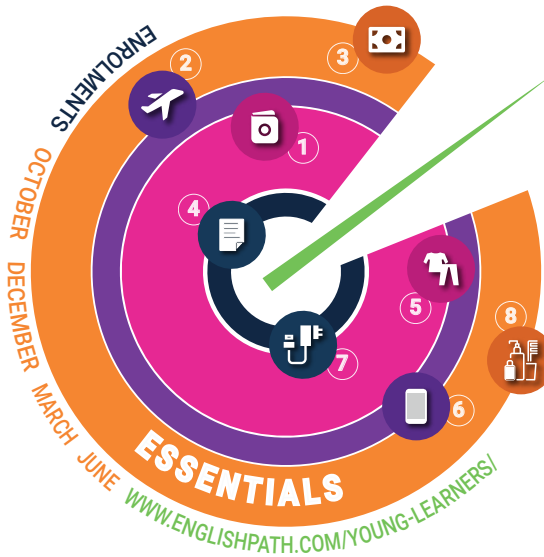 ENROLMENTS
OCTOBER DECEMBER MARCH JUNE
1
2
3
4
5
6
7
8
ESSENTIALS
WWW.ENGLISHPATH.COM/YOUNG-LEARNERS/